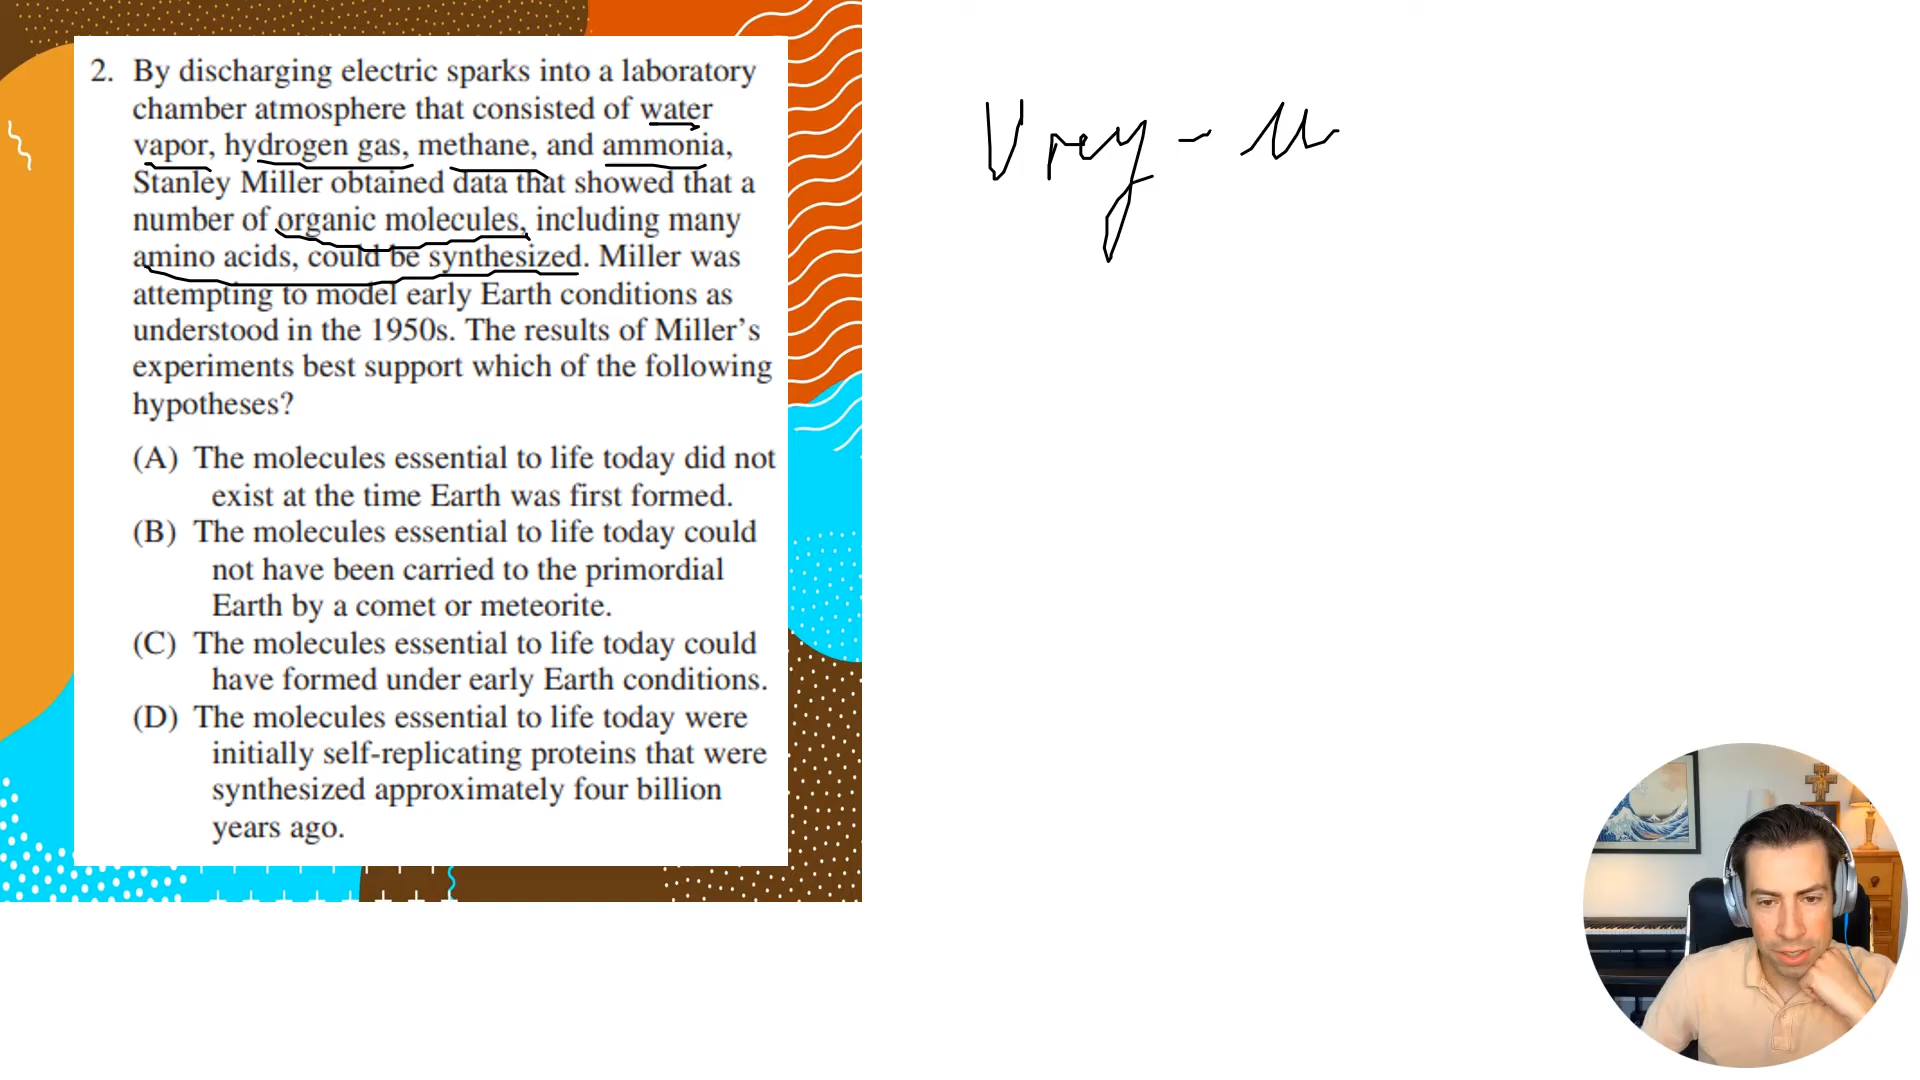 2. By discharging electric sparks into a laboratory
chamber atmosphere that consisted of water
vapor, hydrogen gas, methane, and ammonia,
Stanley Miller obtained data that showed that a
number of organic molecules, including many
amino acids, could be synthesized. Miller was
attempting to model early Earth conditions as
understood in the 1950s. The results of Miller's
experiments best support which of the following
hypotheses?
(A) The molecules essential to life today did not
exist at the time Earth was first formed.
(B) The molecules essential to life today could
not have been carried to the primordial
Earth by a comet or meteorite.
(C) The molecules essential to life today could
have formed under early Earth conditions.
(D) The molecules essential to life today were
initially self-replicating proteins that were
synthesized approximately four billion
years ago.
Urey -